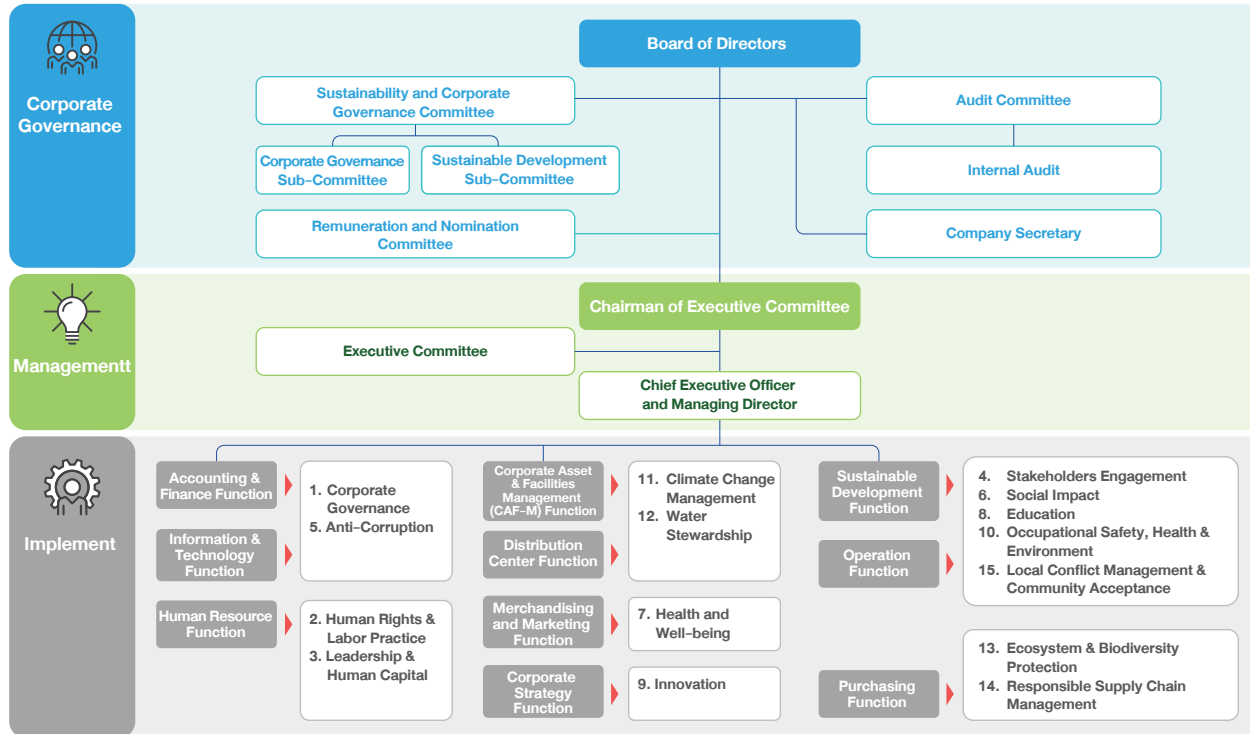 Corporate
Governance
Board of Directors
Sustainability and Corporate
Governance Committee
Audit Committee
Corporate Governance
Sub-Committee
Sustainable Development
Sub-Committee
Internal Audit
Remuneration and Nomination
Committee
Company Secretary
Managementt
Chairman of Executive Committee
Executive Committee
Chief Executive Officer
and Managing Director
Implement
Accounting &
Finance Function
Information &
Technology
Function
1. Corporate
Governance
5. Anti-Corruption
Human Resource
Function
2. Human Rights &
Labor Practice
3. Leadership &
Human Capital
Corporate Asset
& Facilities
Management
(CAF-M) Function
Distribution
Center Function
11. Climate Change
Management
12. Water
Stewardship
Merchandising
and Marketing
Function
7. Health and
Well-being
Corporate
Strategy
Function
9. Innovation
Sustainable
Development
Function
Operation
Function
4. Stakeholders Engagement
6. Social Impact
8. Education
10. Occupational Safety, Health &
Environment
15. Local Conflict Management &
Community Acceptance
Purchasing
Function
13. Ecosystem & Biodiversity
Protection
14. Responsible Supply Chain
Management